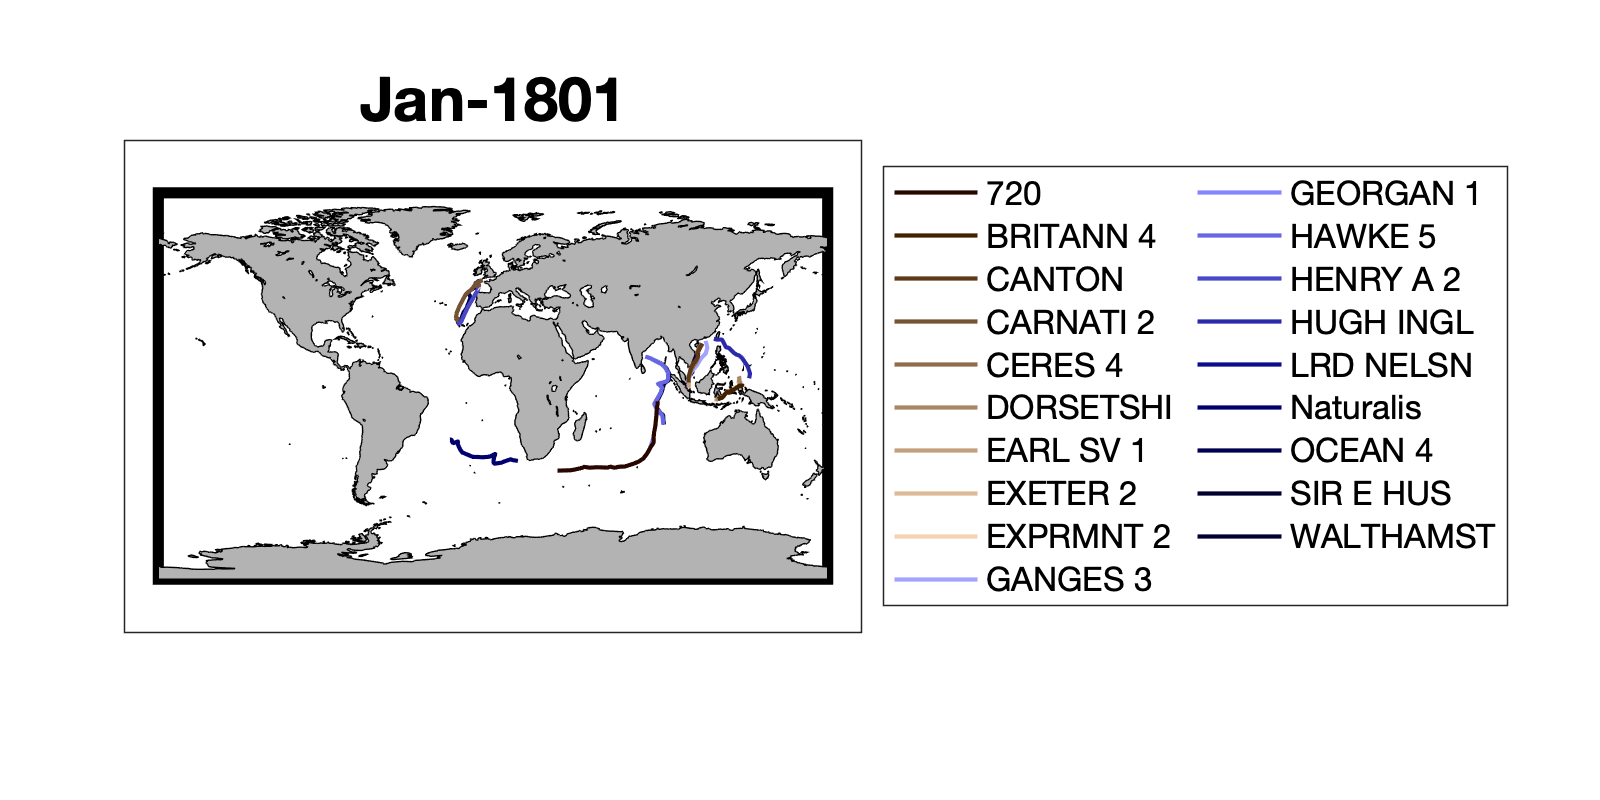 Jan-1801
720
BRITANN 4
CANTON
CARNATI 2
CERES 4
DORSETSHI
EARL SV 1
EXETER 2
EXPRMNT 2
GANGES 3
GEORGAN 1
HAWKE 5
HENRY A 2
HUGH INGL
LRD NELSN
Naturalis
OCEAN 4
SIR E HUS
WALTHAMST